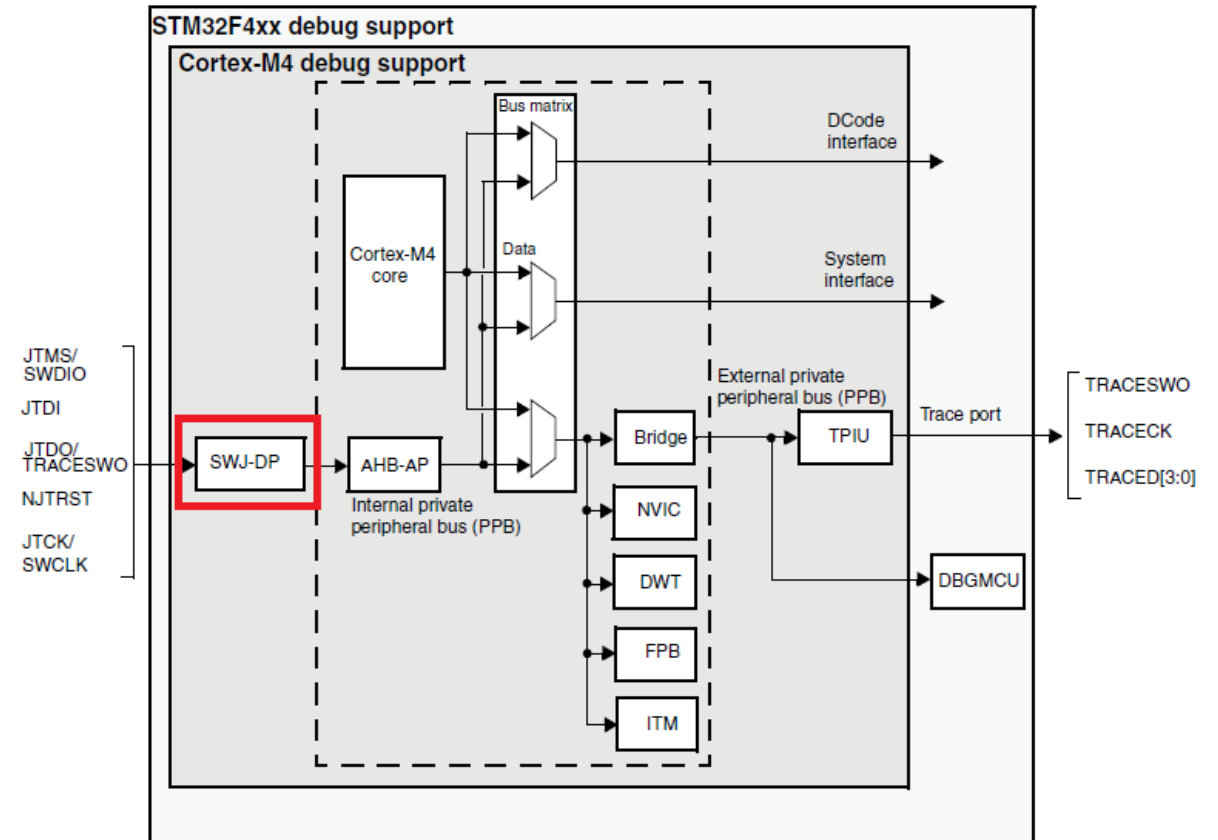 STM32F4xx debug support
Cortex-M4 debug support
Bus matrix
DCode
interface
Cortex-M4
core
Data
System
interface
JTMS/
SWDIO
JTDI
JTDO/
TRACESWO
NJTRST
JTCK/
SWCLK
SWJ-DP
AHB-AP
Internal private
peripheral bus (PPB)
Bridge
NVIC
DWT
FPB
ITM
External private
peripheral bus (PPB)
TPIU
Trace port
DBGMCU
TRACESWO
TRACECK
TRACED[3:0]